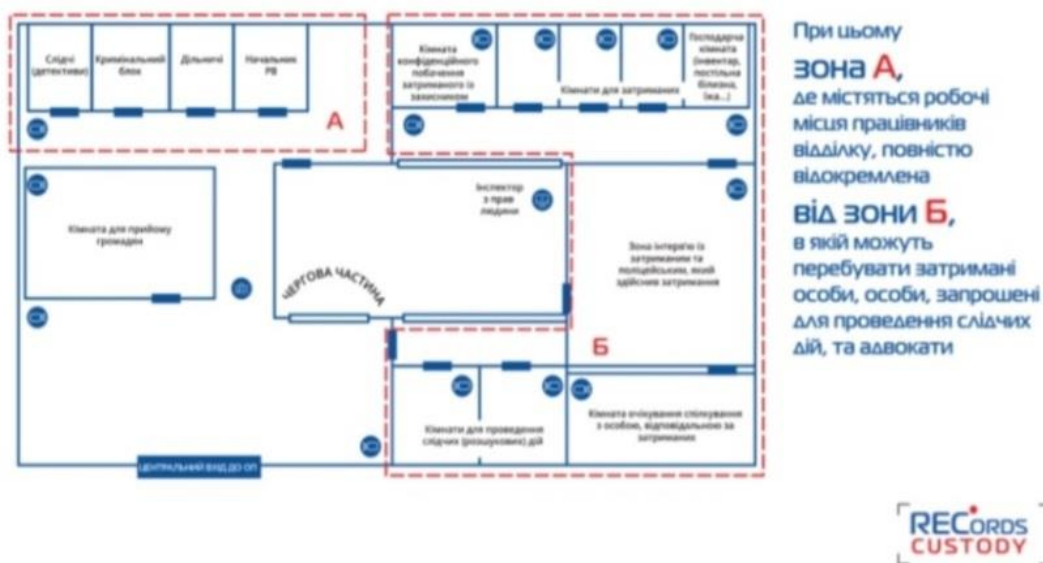 Слідчі
(детективи)
Кримінальний
блок
Дільничі
Начальник
РВ
А
Кімната
конфіденційного
побачення
затриманого із
захисником
Кімнати для затриманих
Господарча
кімната
(інвентар,
постільна
білизна,
їжа...)
Кімната для прийому
громадян
Інспектор
з прав
людини
ЧЕРГОВА ЧАСТИНА
Зона інтерв'ю із
затриманим та
поліцейським, який
здійснив затримання
Б
Кімнати для проведення
слідчих (розшукових) дій
Кімната очікування спілкування
з особою, відповідальною за
затриманих
ЦЕНТРАЛЬНИЙ ВХІД ДО ОП
При цьому
зона А,
де містяться робочі
місця працівників
відділку, повністю
відокремлена
від зони Б,
в якій можуть
перебувати затримані
особи, особи, запрошені
для проведення слідчих
дій, та адвокати
RECORDS
CUSTODY